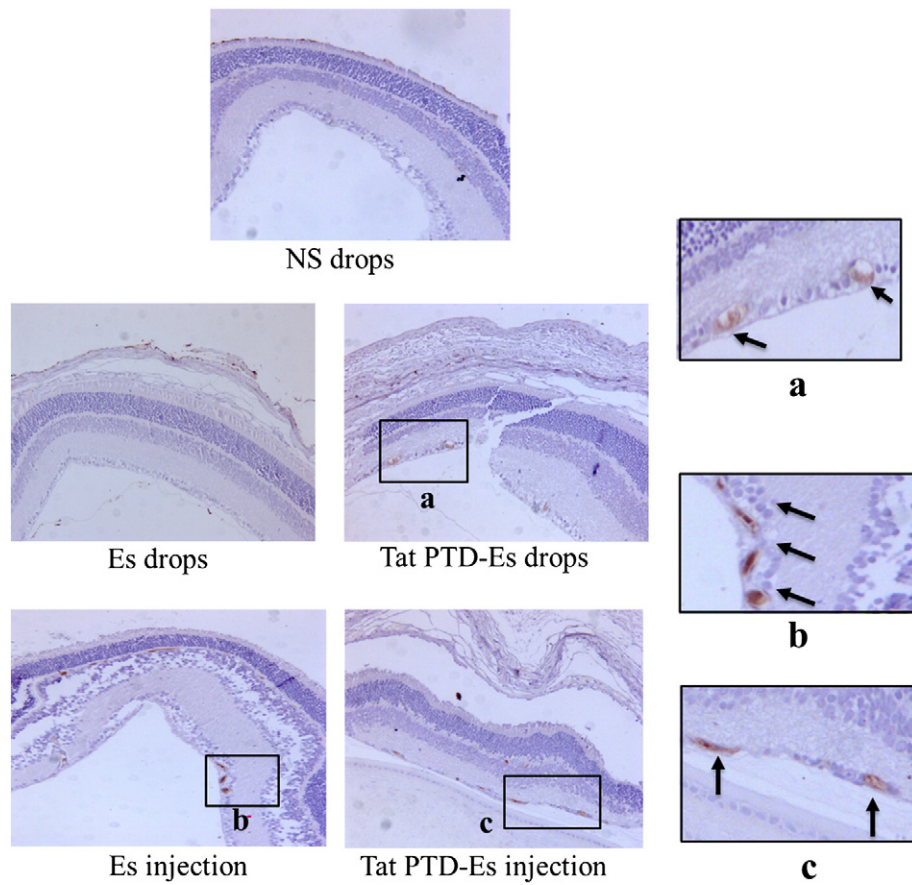 NS drops
a
Es drops
a
Tat PTD-Es drops
b
b
Es injection
c
Tat PTD-Es injection
c